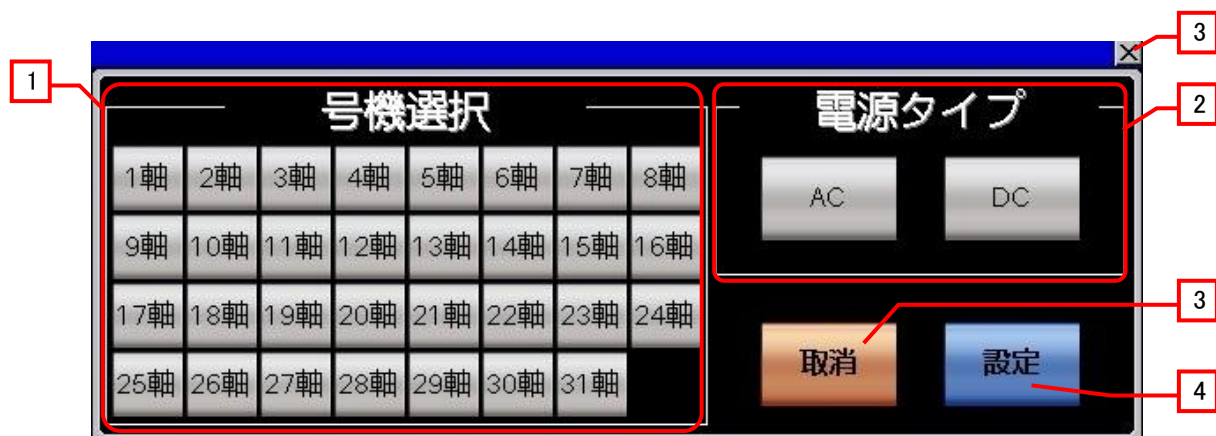 3
1
号機選択
電源タイプ
2
1軸 2軸 3軸 4軸 5軸 6軸 7軸 8軸
AC DC
9軸 10軸 11軸 12軸 13軸 14軸 15軸 16軸
17軸 18軸 19軸 20軸 21軸 22軸 23軸 24軸
3
取消 設定
25軸 26軸 27軸 28軸 29軸 30軸 31軸
4